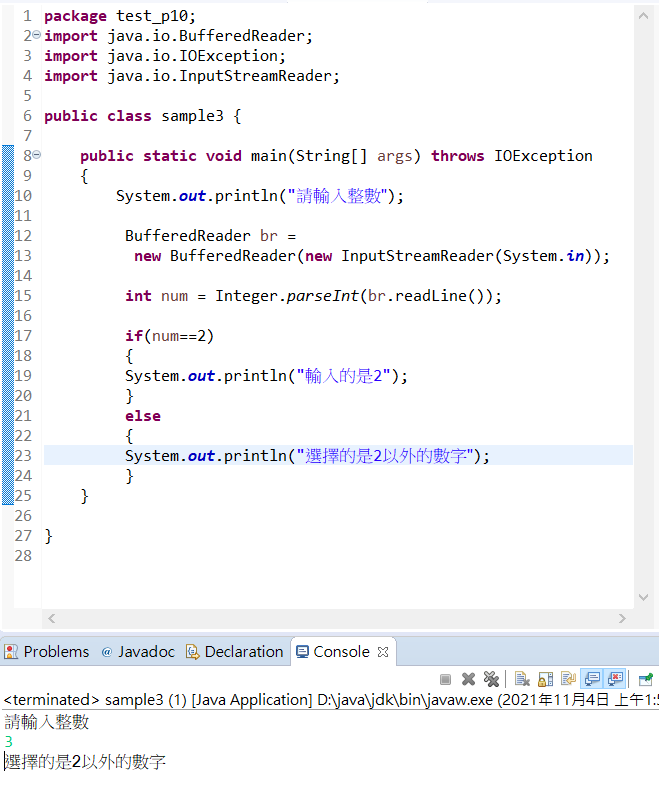 1 package test_p10;
2 import java.io.BufferedReader;
3 import java.io.IOException;
4 import java.io.InputStreamReader;
5
6 public class sample3 {
7
8     public static void main(String[] args) throws IOException
9     {
10         System.out.println("請輸入整數");
11
12          BufferedReader br =
13           new BufferedReader(new InputStreamReader(System.in));
14
15          int num = Integer.parseInt(br.readLine());
16
17          if(num==2)
18          {
19          System.out.println("輸入的是2");
20          }
21          else
22          {
23          System.out.println("選擇的是2以外的數字");
24          }
25     }
26
27 }
28
Problems @ Javadoc Declaration Console
<terminated> sample3 (1) [Java Application] D:\java\jdk\bin\javaw.exe (2021年11月4日 上午1:
請輸入整數
3
選擇的是2以外的數字